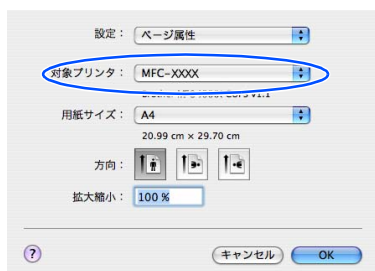 設定： ページ属性
対象プリンタ： MFC-XXXX
用紙サイズ： A4
20.99 cm × 29.70 cm
方向：
拡大縮小： 100 %
? キャンセル OK